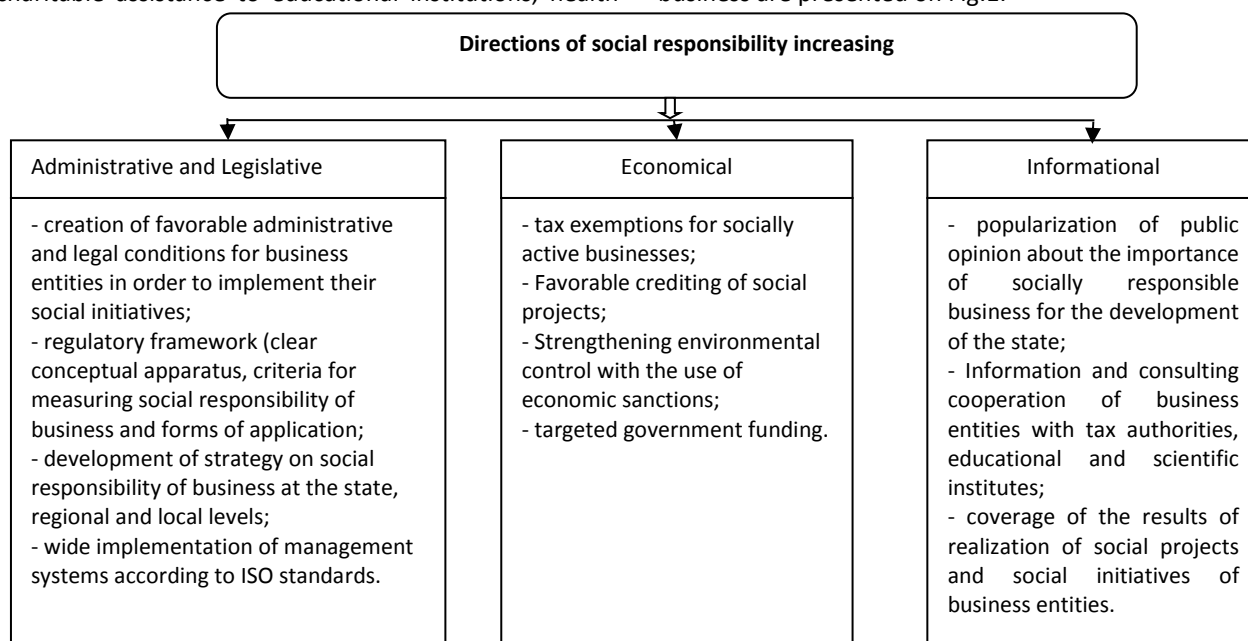 charitable assistance to educational institutions, health
business are presented on Fig.
Directions of social responsibility increasing
Administrative and Legislative
- creation of favorable administrative
and legal conditions for business
entities in order to implement their
social initiatives;
- regulatory framework (clear
conceptual apparatus, criteria for
measuring social responsibility of
business and forms of application;
- development of strategy on social
responsibility of business at the state,
regional and local levels;
- wide implementation of management
systems according to ISO standards.
Economical
- tax exemptions for socially
active businesses;
- Favorable crediting of social
projects;
- Strengthening environmental
control with the use of
economic sanctions;
- targeted government funding.
Informational
- popularization of public
opinion about the importance
of socially responsible
business for the development
of the state;
- Information and consulting
cooperation of business
entities with tax authorities,
educational and scientific
institutes;
- coverage of the results of
realization of social projects
and social initiatives of
business entities.